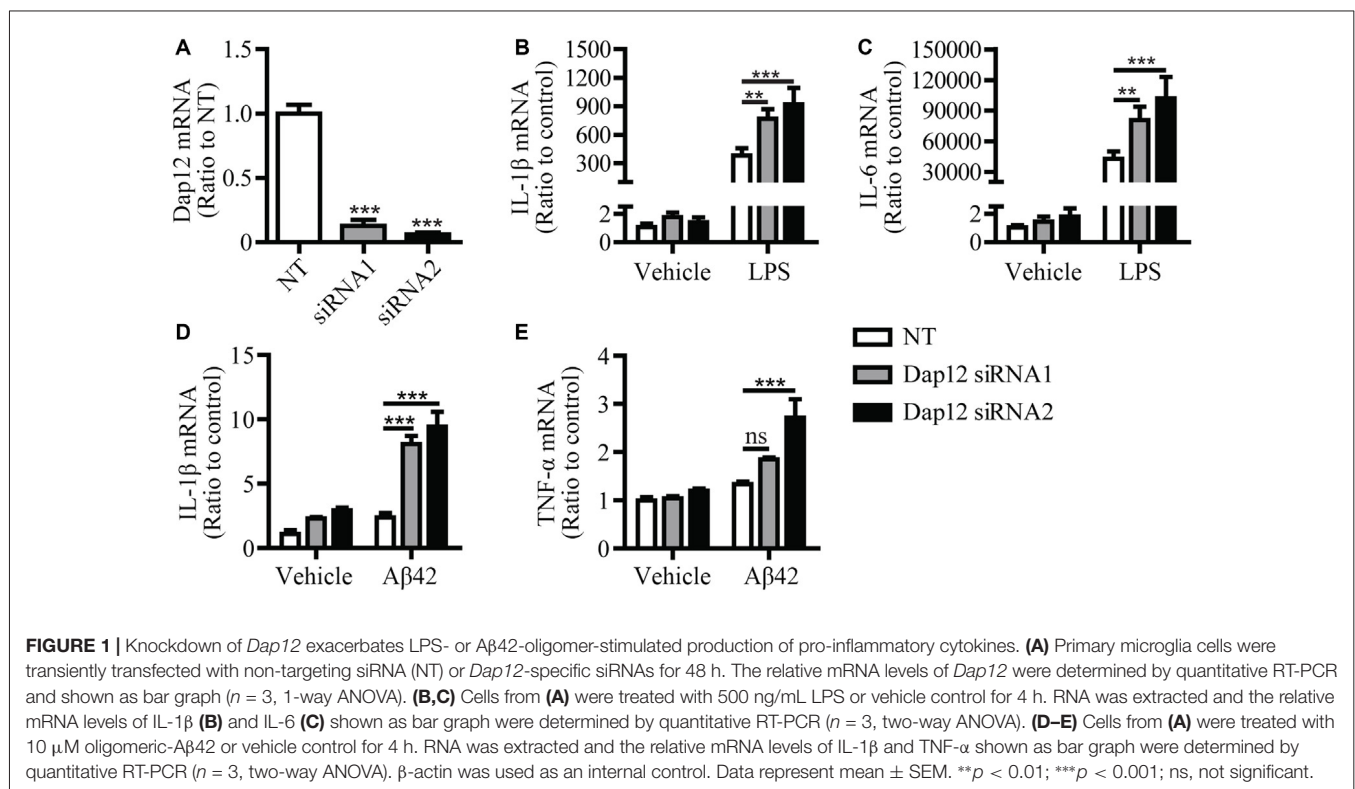 A
Dap12 mRNA
(Ratio to NT)
1.5
1.0
0.5
0
***
***
NT
siRNA1
siRNA2
B
IL-1β mRNA
(Ratio to control)
1500
1200
900
600
300
2
0
**
***
Vehicle
LPS
C
IL-6 mRNA
(Ratio to control)
150000
120000
90000
60000
30000
2
0
**
***
Vehicle
LPS
D
IL-1β mRNA
(Ratio to control)
15
10
5
0
***
***
Vehicle
Aβ42
E
TNF-α mRNA
(Ratio to control)
4
3
2
1
0
ns
***
Vehicle
Aβ42
NT
Dap12 siRNA1
Dap12 siRNA2
FIGURE 1 | Knockdown of Dap12 exacerbates LPS- or Aβ42-oligomer-stimulated production of pro-inflammatory cytokines. (A) Primary microglia cells were
transiently transfected with non-targeting siRNA (NT) or Dap12-specific siRNAs for 48 h. The relative mRNA levels of Dap12 were determined by quantitative RT-PCR
and shown as bar graph (n = 3, 1-way ANOVA). (B,C) Cells from (A) were treated with 500 ng/mL LPS or vehicle control for 4 h. RNA was extracted and the relative
mRNA levels of IL-1β (B) and IL-6 (C) shown as bar graph were determined by quantitative RT-PCR (n = 3, two-way ANOVA). (D–E) Cells from (A) were treated with
10 μM oligomeric-Aβ42 or vehicle control for 4 h. RNA was extracted and the relative mRNA levels of IL-1β and TNF-α shown as bar graph were determined by
quantitative RT-PCR (n = 3, two-way ANOVA). β-actin was used as an internal control. Data represent mean ± SEM. **p < 0.01; ***p < 0.001; ns, not significant.